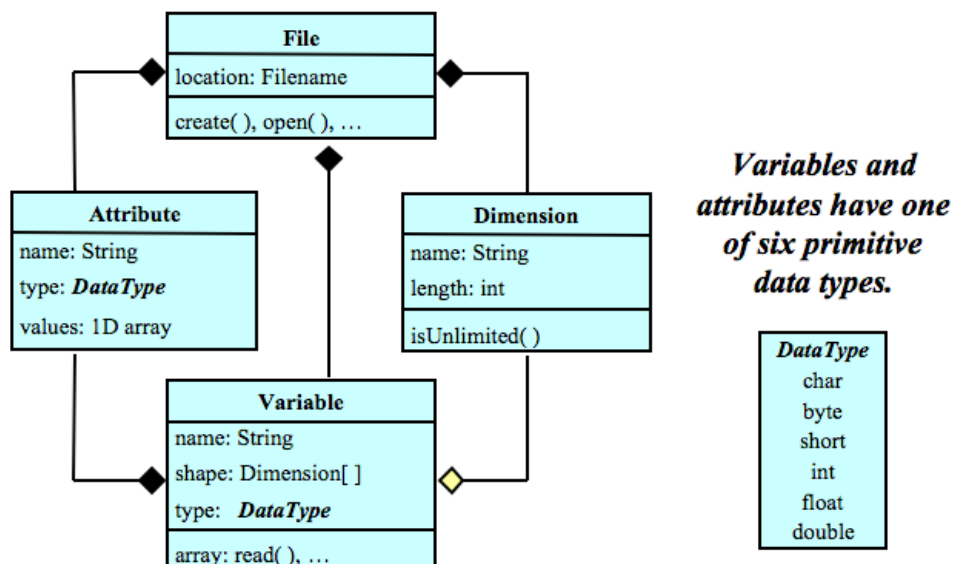 File
location: Filename
create( ), open( ), …
Attribute
name: String
type: DataType
values: 1D array
Dimension
name: String
length: int
isUnlimited( )
Variable
name: String
shape: Dimension[ ]
type: DataType
array: read( ), …
Variables and
attributes have one
of six primitive
data types.
DataType
char
byte
short
int
float
double